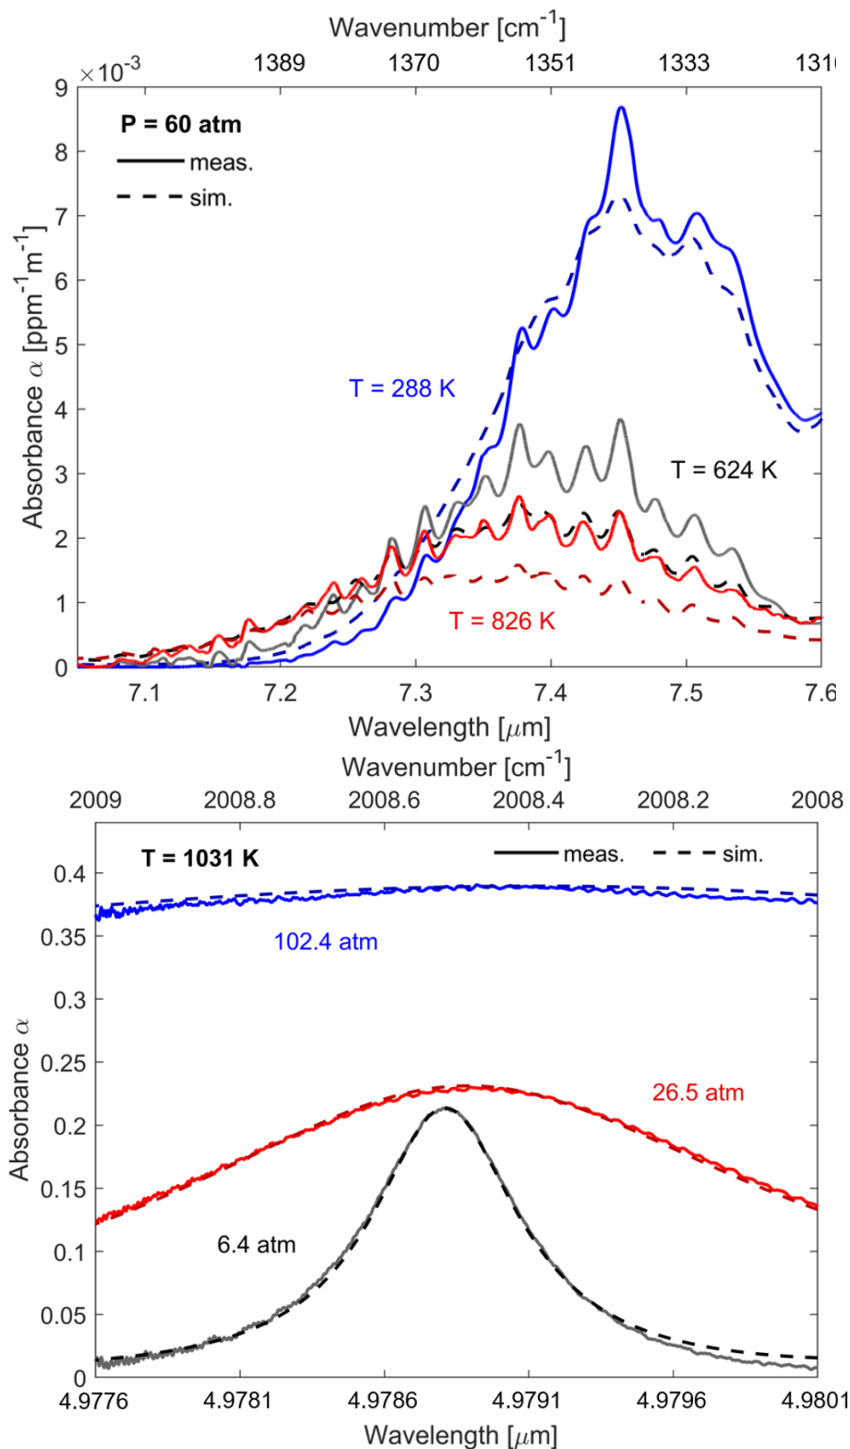 Wavenumber [cm⁻¹]
×10⁻³ 1389 1370 1351 1333 1310
9
P = 60 atm
8
meas.
sim.
7
6
5
T = 288 K
4
T = 624 K
3
2
T = 826 K
1
0
Absorbance α [ppm⁻¹m⁻¹]
7.1 7.2 7.3 7.4 7.5 7.6
Wavelength [μm]
Wavenumber [cm⁻¹]
2009 2008.8 2008.6 2008.4 2008.2 2008
T = 1031 K meas. sim.
0.4
102.4 atm
0.35
0.3
0.25
26.5 atm
0.2
0.15
6.4 atm
0.1
0.05
0
Absorbance α
4.9776 4.9781 4.9786 4.9791 4.9796 4.9801
Wavelength [μm]